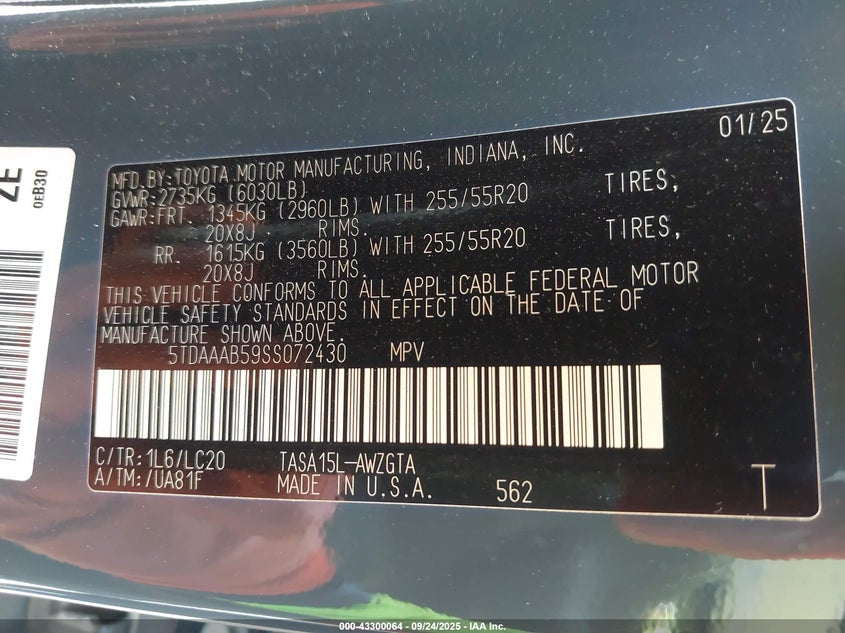 01/25
MFD.BY:TOYOTA MOTOR MANUFACTURING, INDIANA, INC.
GVWR:2735KG (6030LB)
GAWR:FRT. 1345KG (2960LB) WITH 255/55R20 TIRES,
20X8J RIMS.
RR. 1615KG (3560LB) WITH 255/55R20 TIRES,
20X8J RIMS.
THIS VEHICLE CONFORMS TO ALL APPLICABLE FEDERAL MOTOR
VEHICLE SAFETY STANDARDS IN EFFECT ON THE DATE OF
MANUFACTURE SHOWN ABOVE.
5TDAAAB59SS072430 MPV
C/TR:1L6/LC20 TASA15L-AWZGTA
A/TM:/UA81F MADE IN U.S.A. 562 T
ZE
0EB30
000-43300064 - 09/24/2025 - IAA Inc.